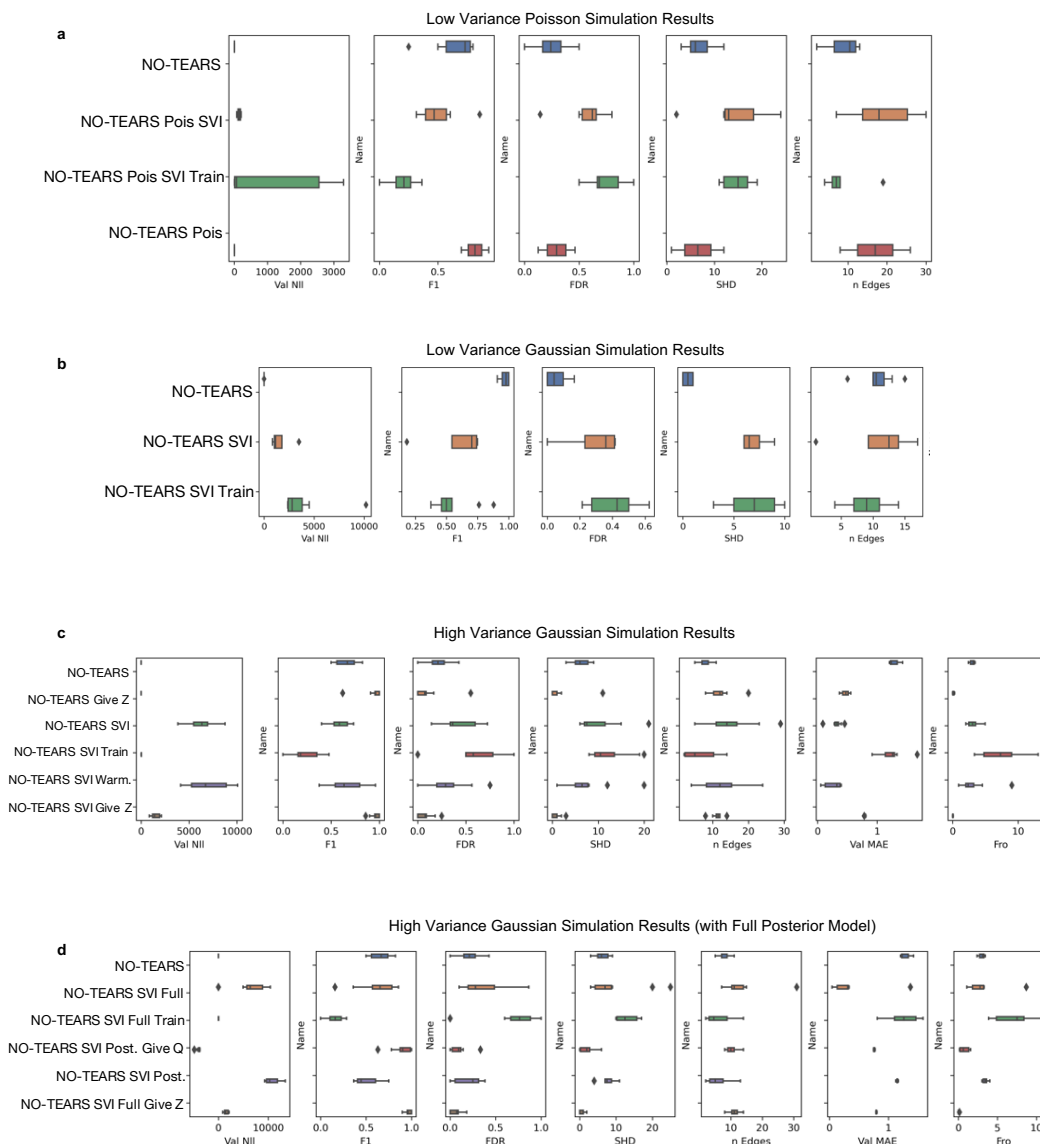 Low Variance Poisson Simulation Results
a
NO-TEARS
NO-TEARS Pois SVI
NO-TEARS Pois SVI Train
NO-TEARS Pois
Name Name Name Name
0 1000 2000 3000 0.0 0.5 0.0 0.5 1.0 0 10 20 10 20 30
Val Nll F1 FDR SHD n Edges
Low Variance Gaussian Simulation Results
b
NO-TEARS
NO-TEARS SVI
NO-TEARS SVI Train
Name Name Name Name
0 5000 10000 0.25 0.50 0.75 1.00 0.0 0.2 0.4 0.6 0 5 10 5 10 15
Val Nll F1 FDR SHD n Edges
High Variance Gaussian Simulation Results
c
NO-TEARS
NO-TEARS Give Z
NO-TEARS SVI
NO-TEARS SVI Train
NO-TEARS SVI Warm.
NO-TEARS SVI Give Z
Name Name Name Name Name Name
0 5000 10000 0.0 0.5 1.0 0.0 0.5 1.0 0 10 20 10 20 30 0 1 0 10
Val Nll F1 FDR SHD n Edges Val MAE Fro
High Variance Gaussian Simulation Results (with Full Posterior Model)
d
NO-TEARS
NO-TEARS SVI Full
NO-TEARS SVI Full Train
NO-TEARS SVI Post. Give Q
NO-TEARS SVI Post.
NO-TEARS SVI Full Give Z
Name Name Name Name Name Name
0 10000 0.0 0.5 1.0 0.0 0.5 1.0 0 10 20 0 10 20 30 0 1 0 5 10
Val Nll F1 FDR SHD n Edges Val MAE Fro